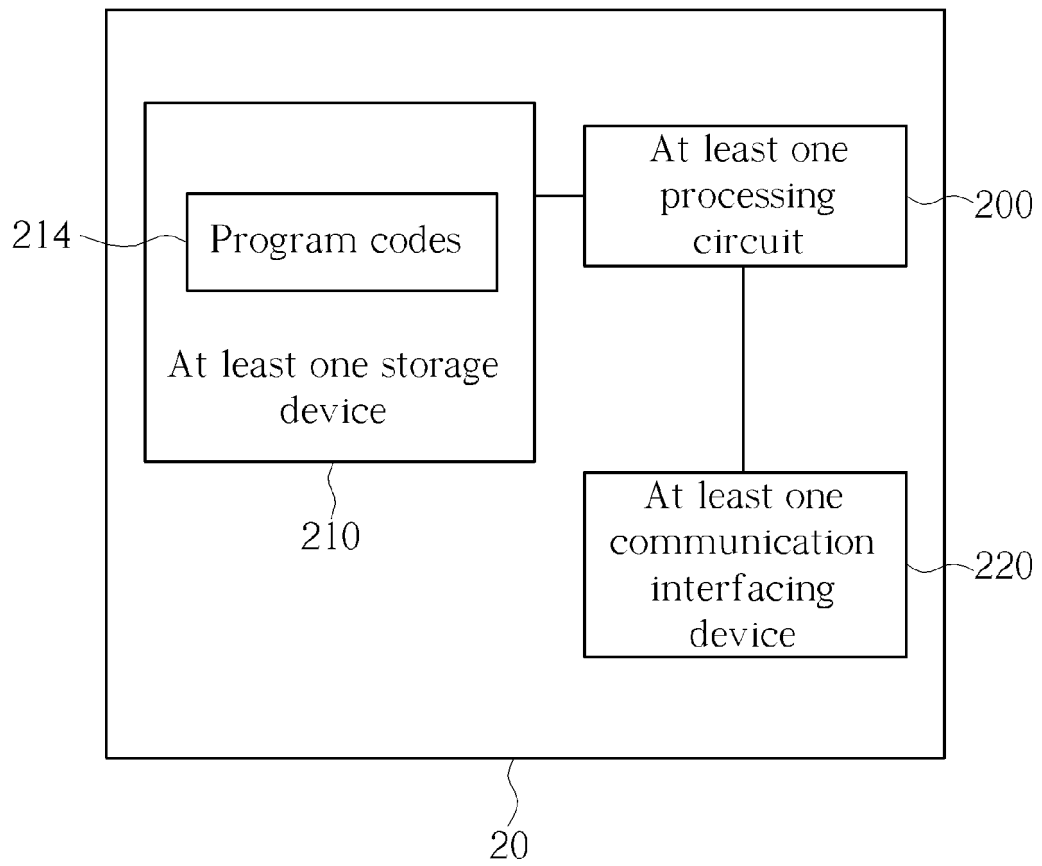 At least one
processing
circuit
200
214
Program codes
At least one storage
device
210
At least one
communication
interfacing
device
220
20